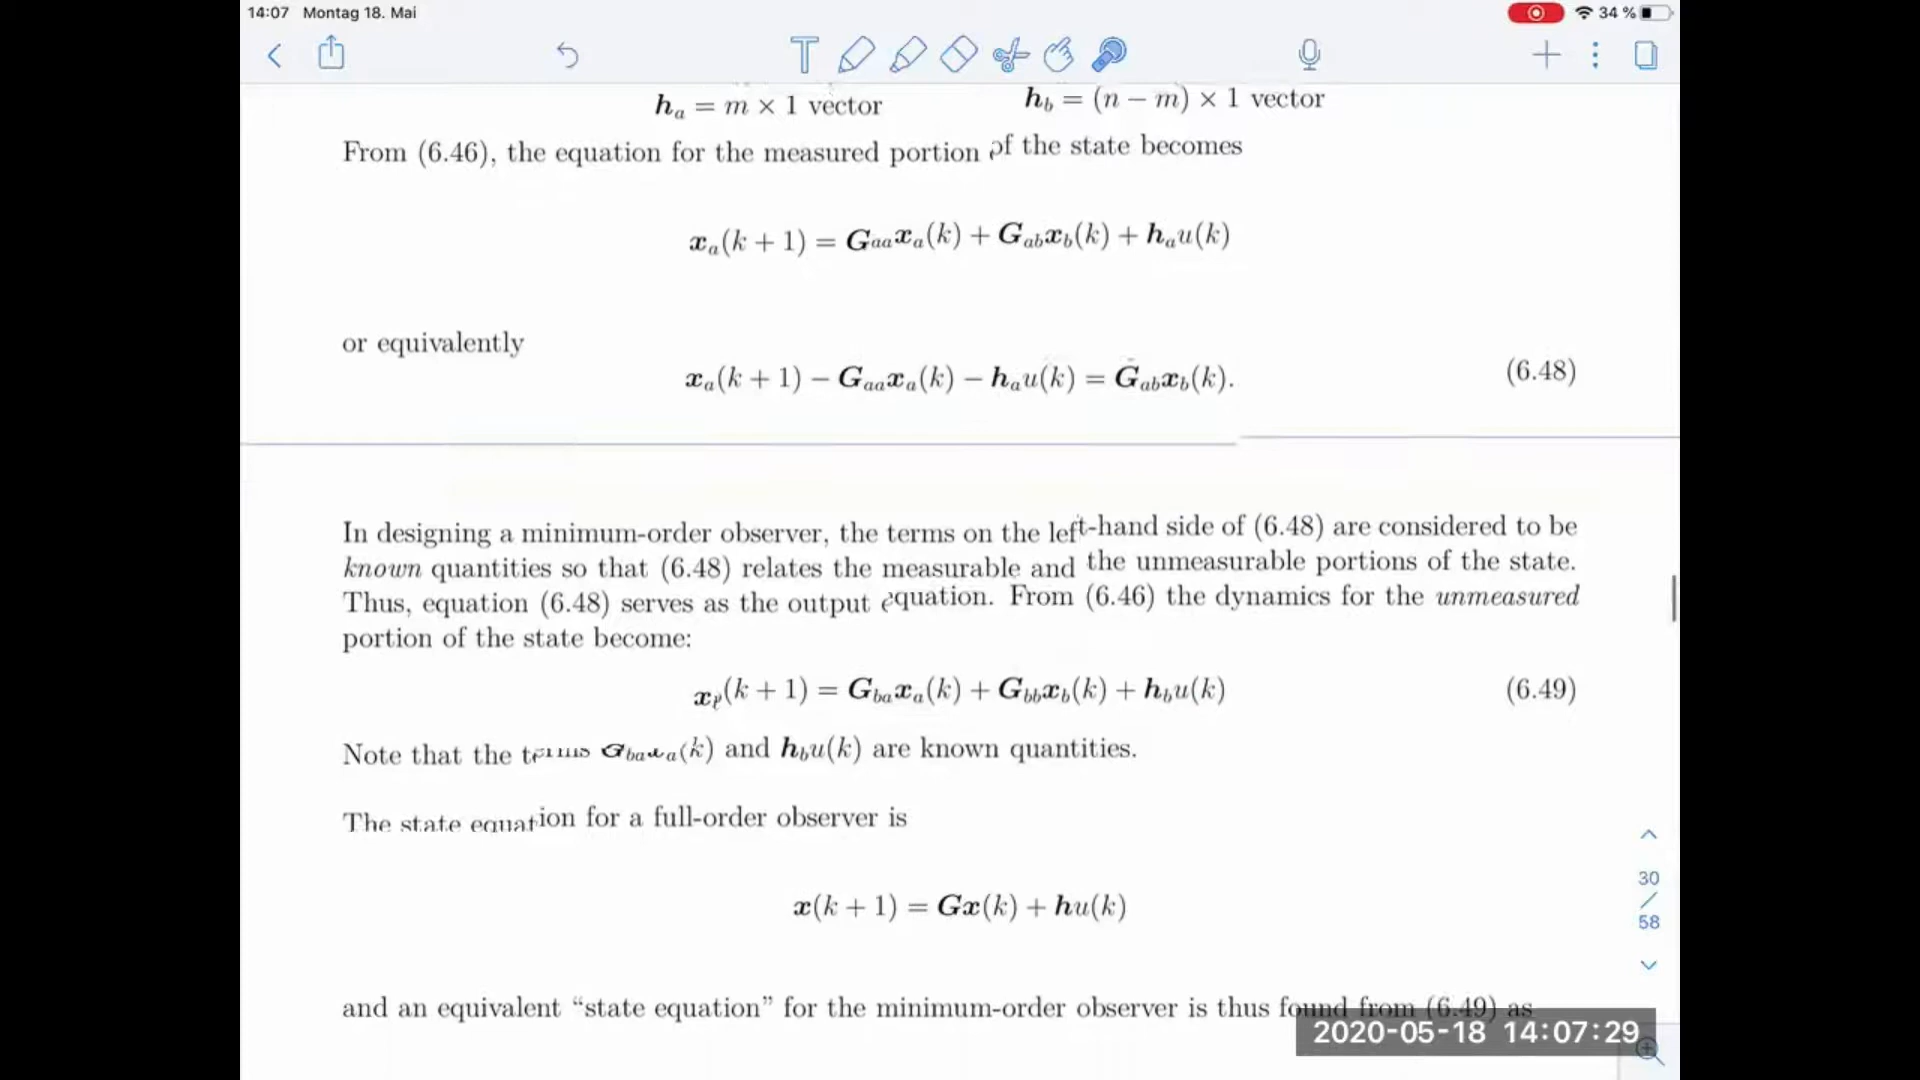 14:07 Montag 18. Mai 34 %
h_a = m × 1 vector h_b = (n − m) × 1 vector
From (6.46), the equation for the measured portion of the state becomes
x_a(k + 1) = G_aa x_a(k) + G_ab x_b(k) + h_a u(k)
or equivalently
x_a(k + 1) − G_aa x_a(k) − h_a u(k) = G_ab x_b(k). (6.48)
In designing a minimum-order observer, the terms on the left-hand side of (6.48) are considered to be
known quantities so that (6.48) relates the measurable and the unmeasurable portions of the state.
Thus, equation (6.48) serves as the output equation. From (6.46) the dynamics for the unmeasured
portion of the state become:
x_b(k + 1) = G_ba x_a(k) + G_bb x_b(k) + h_b u(k) (6.49)
Note that the terms G_ba x_a(k) and h_b u(k) are known quantities.
The state equation for a full-order observer is
x(k + 1) = Gx(k) + hu(k)
30
/
58
and an equivalent “state equation” for the minimum-order observer is thus found from (6.49) as
2020-05-18 14:07:29